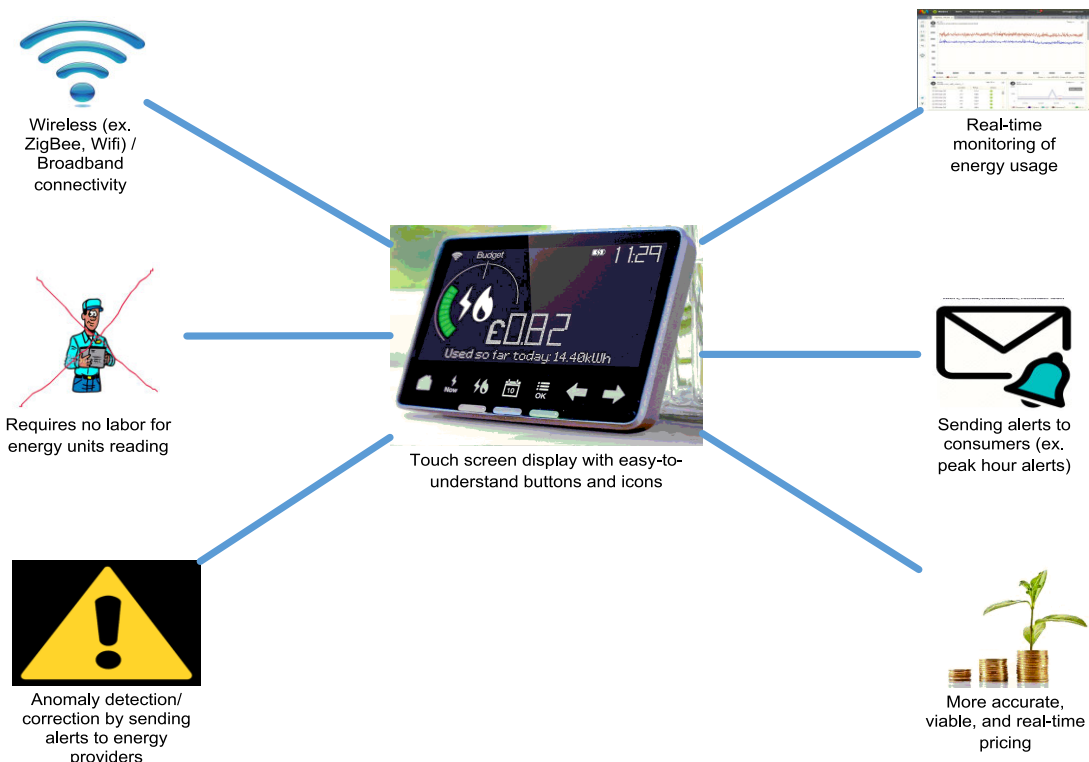 Wireless (ex.
ZigBee, Wifi) /
Broadband
connectivity
Real-time
monitoring of
energy usage
Budget
11:29
£0.82
Used so far today: 14.40kWh
Now
10
OK
Requires no labor for
energy units reading
Touch screen display with easy-to-
understand buttons and icons
Sending alerts to
consumers (ex.
peak hour alerts)
Anomaly detection/
correction by sending
alerts to energy
providers
More accurate,
viable, and real-time
pricing